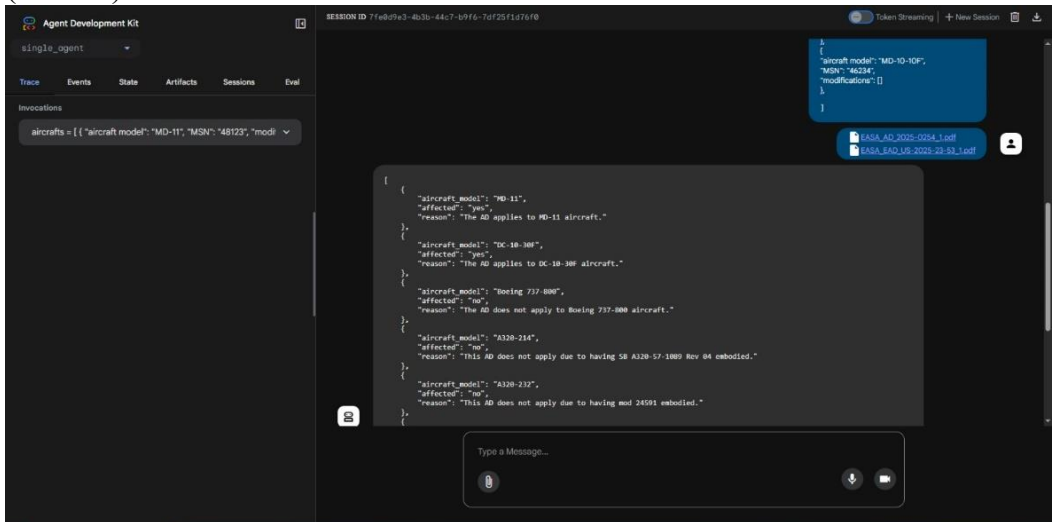 Agent Development Kit
SESSION ID 7fe0d9e3-4b3b-44c7-b9f6-7df25f1d76f0
Token Streaming
+ New Session
single_agent
Trace Events State Artifacts Sessions Eval
Invocations
aircrafts = [ { "aircraft model": "MD-11", "MSN": "48123", "modif
},
{
"aircraft model": "MD-10-10F",
"MSN": "46234",
"modifications": []
},
]
EASA_AD_2025-0254_1.pdf
EASA_EAD_US-2025-23-53_1.pdf
[
{
"aircraft_model": "MD-11",
"affected": "yes",
"reason": "The AD applies to MD-11 aircraft."
},
{
"aircraft_model": "DC-10-30F",
"affected": "yes",
"reason": "The AD applies to DC-10-30F aircraft."
},
{
"aircraft_model": "Boeing 737-800",
"affected": "no",
"reason": "The AD does not apply to Boeing 737-800 aircraft."
},
{
"aircraft_model": "A320-214",
"affected": "no",
"reason": "This AD does not apply due to having SB A320-57-1089 Rev 04 embodied."
},
{
"aircraft_model": "A320-232",
"affected": "no",
"reason": "This AD does not apply due to having mod 24591 embodied."
},
{
Type a Message...